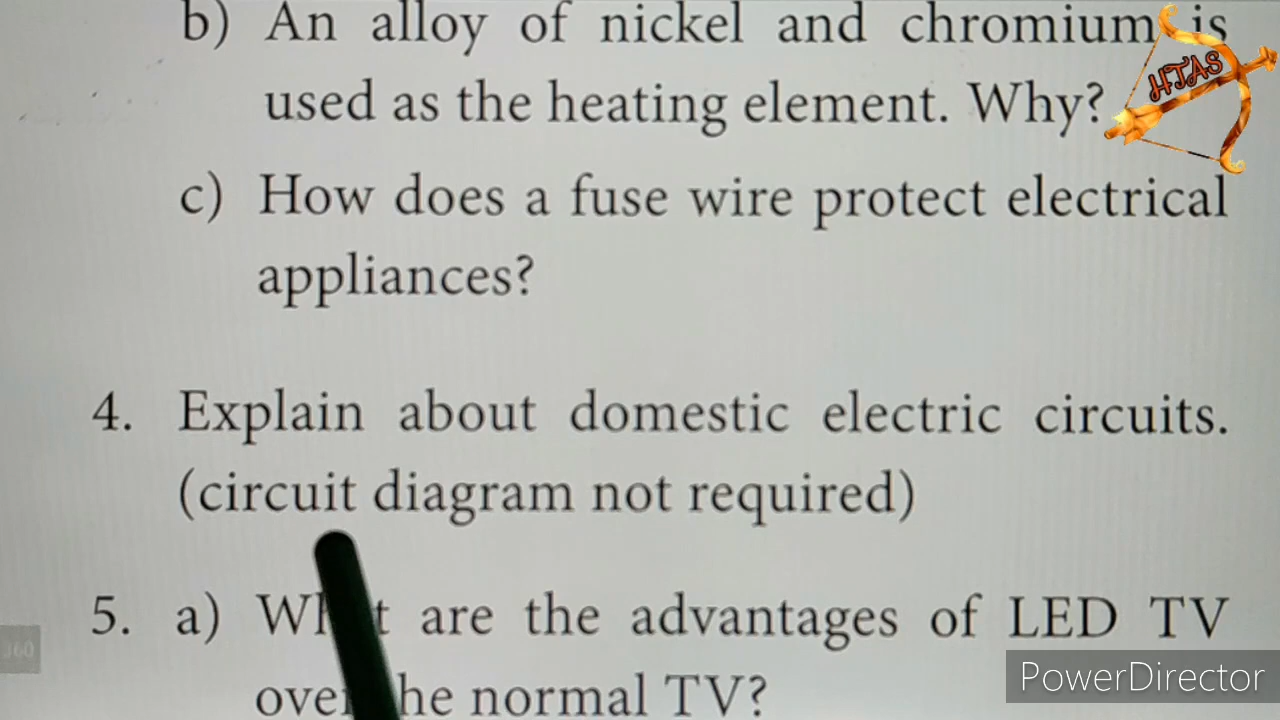 b) An alloy of nickel and chromium is
HTAS
used as the heating element. Why?
c) How does a fuse wire protect electrical
appliances?
4. Explain about domestic electric circuits.
(circuit diagram not required)
5. a) are the advantages of LED TV
normal TV?
360
PowerDirector